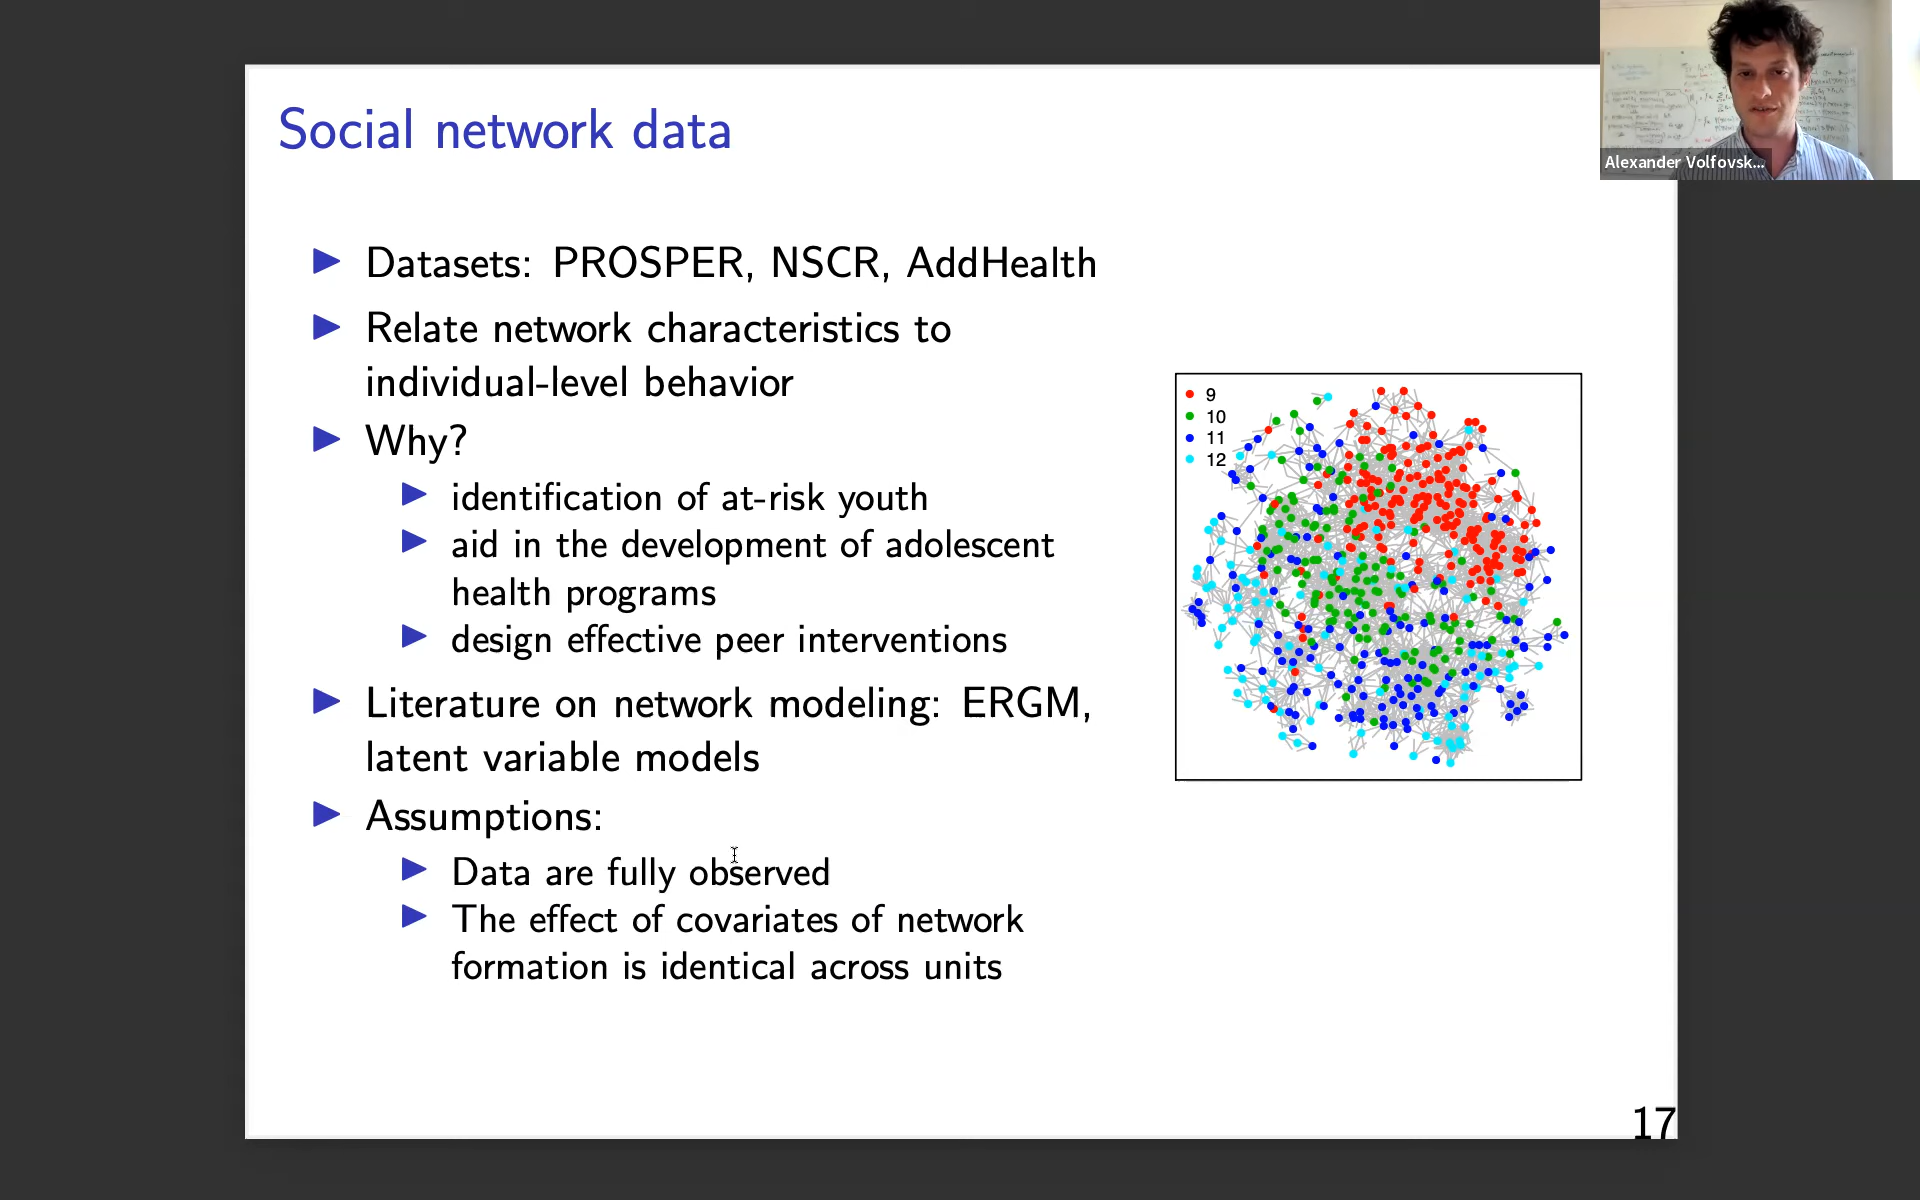 Social network data
Datasets: PROSPER, NSCR, AddHealth
Relate network characteristics to
individual-level behavior
Why?
identification of at-risk youth
aid in the development of adolescent
health programs
design effective peer interventions
Literature on network modeling: ERGM,
latent variable models
Assumptions:
Data are fully observed
The effect of covariates of network
formation is identical across units
9
10
11
12
17
Alexander Volfovsk...